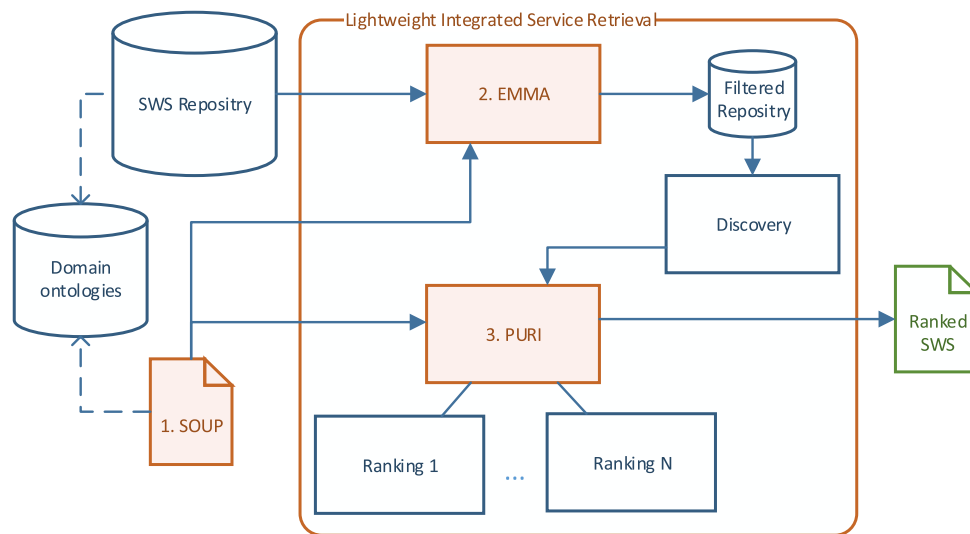 Lightweight Integrated Service Retrieval
SWS Repositry
2. EMMA
Filtered
Repositry
Discovery
Domain
ontologies
3. PURI
Ranked
SWS
1. SOUP
Ranking 1
...
Ranking N